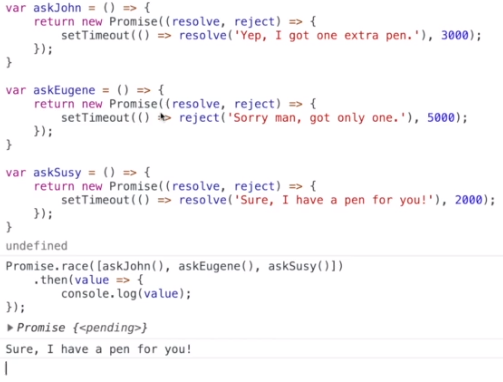 var askJohn = () => {
    return new Promise((resolve, reject) => {
        setTimeout(() => resolve('Yep, I got one extra pen.'), 3000);
    });
}
var askEugene = () => {
    return new Promise((resolve, reject) => {
        setTimeout(() => reject('Sorry man, got only one.'), 5000);
    });
}
var askSusy = () => {
    return new Promise((resolve, reject) => {
        setTimeout(() => resolve('Sure, I have a pen for you!'), 2000);
    });
}
undefined
Promise.race([askJohn(), askEugene(), askSusy()])
    .then(value => {
        console.log(value);
});
Promise {<pending>}
Sure, I have a pen for you!